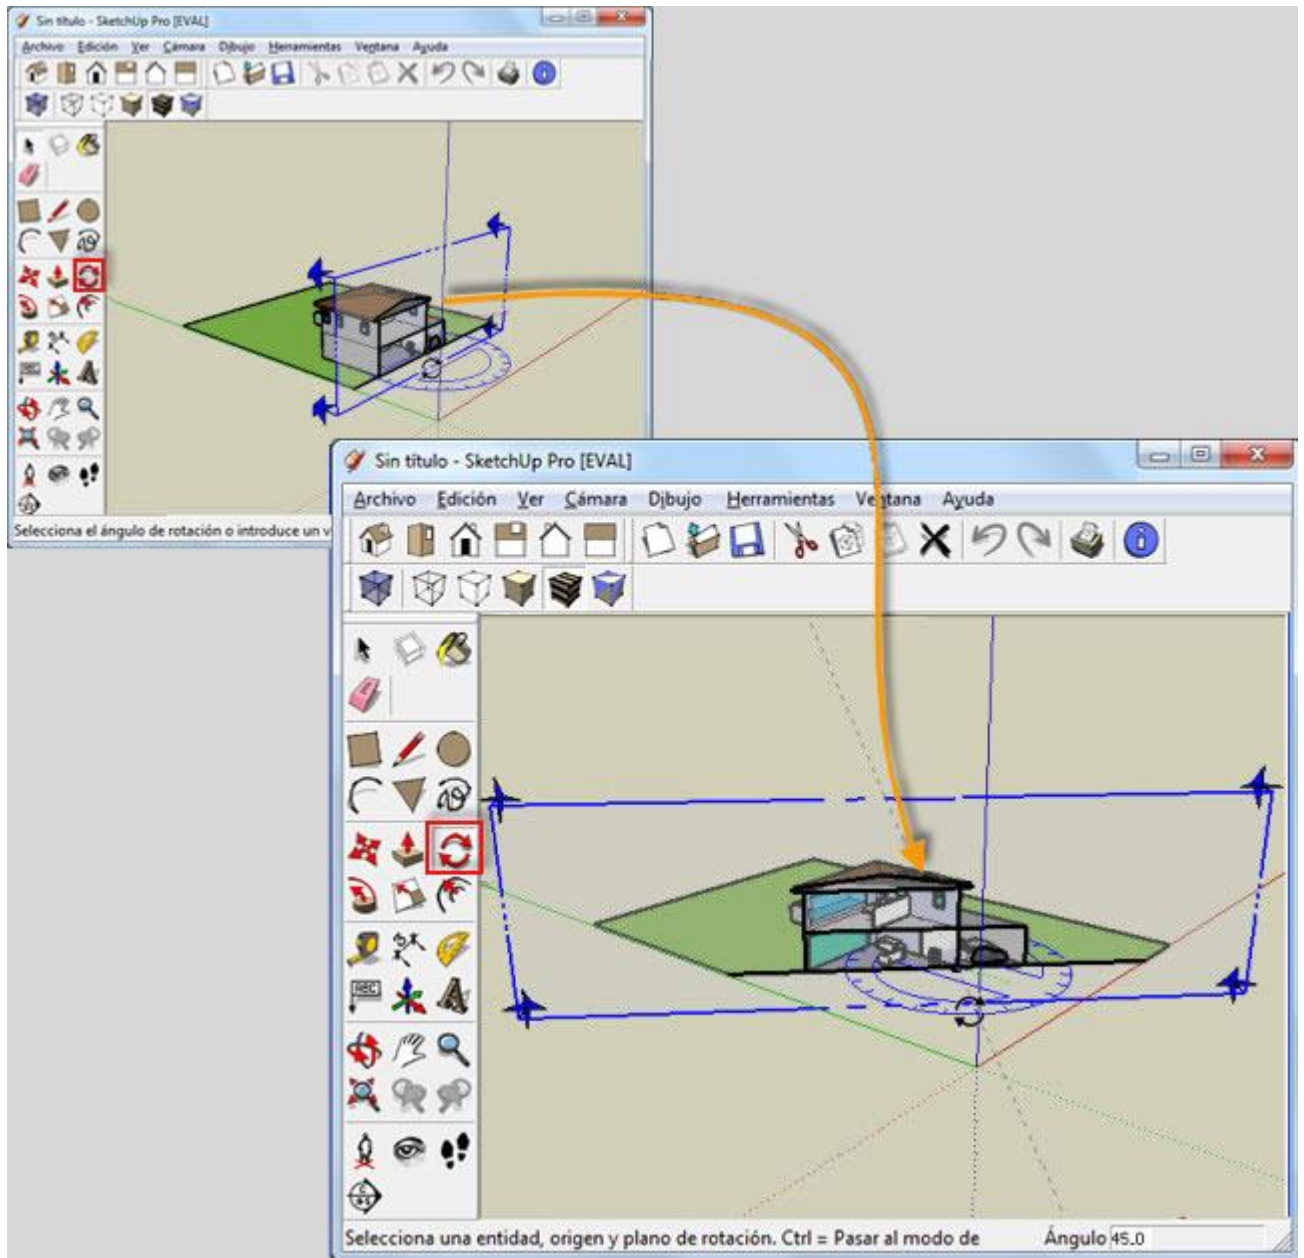 Sin título - SketchUp Pro [EVAL]
Archivo Edición Ver Cámara Dibujo Herramientas Ventana Ayuda
Selecciona el ángulo de rotación o introduce un v
Sin título - SketchUp Pro [EVAL]
Archivo Edición Ver Cámara Dibujo Herramientas Ventana Ayuda
ABC
Selecciona una entidad, origen y plano de rotación. Ctrl = Pasar al modo de Ángulo 45.0